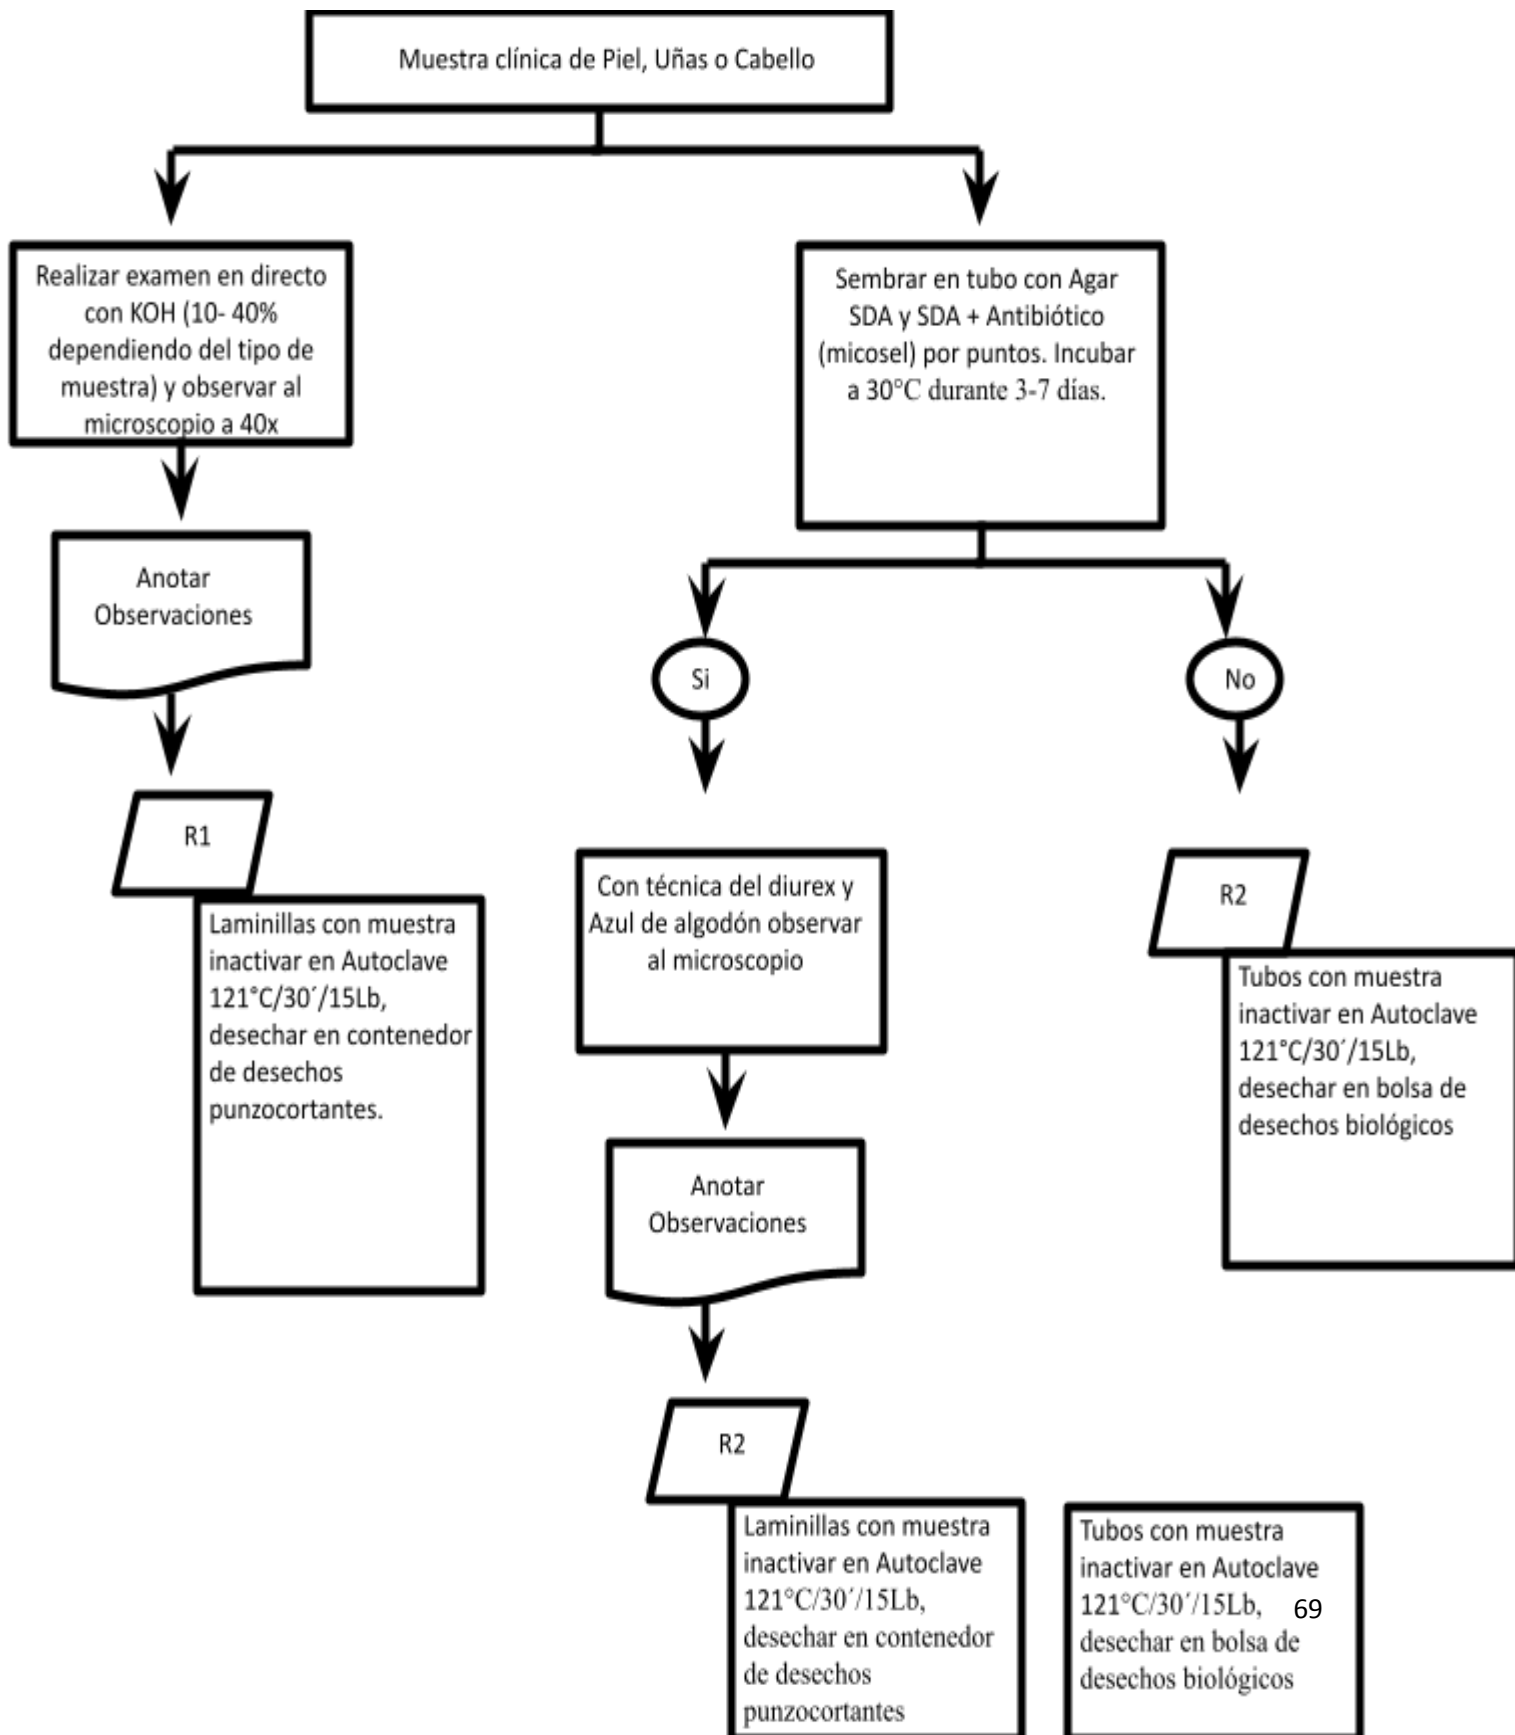 Muestra clínica de Piel, Uñas o Cabello
Realizar examen en directo
con KOH (10- 40%
dependiendo del tipo de
muestra) y observar al
microscopio a 40x
Sembrar en tubo con Agar
SDA y SDA + Antibiótico
(micosel) por puntos. Incubar
a 30°C durante 3-7 días.
Anotar
Observaciones
Si
No
R1
Laminillas con muestra
inactivar en Autoclave
121°C/30´/15Lb,
desechar en contenedor
de desechos
punzocortantes.
Con técnica del diurex y
Azul de algodón observar
al microscopio
R2
Tubos con muestra
inactivar en Autoclave
121°C/30´/15Lb,
desechar en bolsa de
desechos biológicos
Anotar
Observaciones
R2
Laminillas con muestra
inactivar en Autoclave
121°C/30´/15Lb,
desechar en contenedor
de desechos
punzocortantes
Tubos con muestra
inactivar en Autoclave
121°C/30´/15Lb,
69
desechar en bolsa de
desechos biológicos